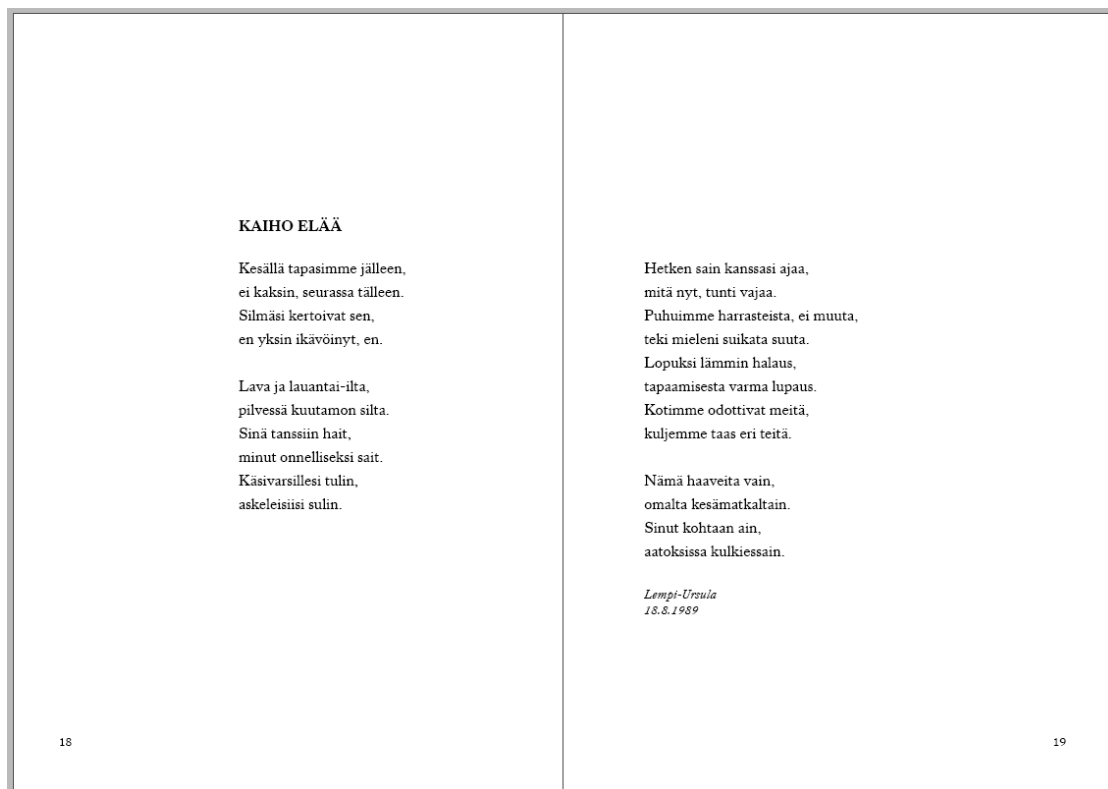 KAIHO ELÄÄ
Kesällä tapasimme jälleen,
ei kaksin, seurassa tälleen.
Silmäsi kertoivat sen,
en yksin ikävöinyt, en.
Lava ja lauantai-ilta,
pilvessä kuutamon silta.
Sinä tanssiin hait,
minut onnelliseksi sait.
Käsivarsillesi tulin,
askeleisiisi sulin.
18
Hetken sain kanssasi ajaa,
mitä nyt, tunti vajaa.
Puhuimme harrasteista, ei muuta,
teki mieleni suikata suuta.
Lopuksi lämmin halaus,
tapaamisesta varma lupaus.
Kotimme odottivat meitä,
kuljemme taas eri teitä.
Nämä haaveita vain,
omalta kesämatkaltain.
Sinut kohtaan ain,
aatoksissa kulkiessain.
Lempi-Ursula
18.8.1989
19